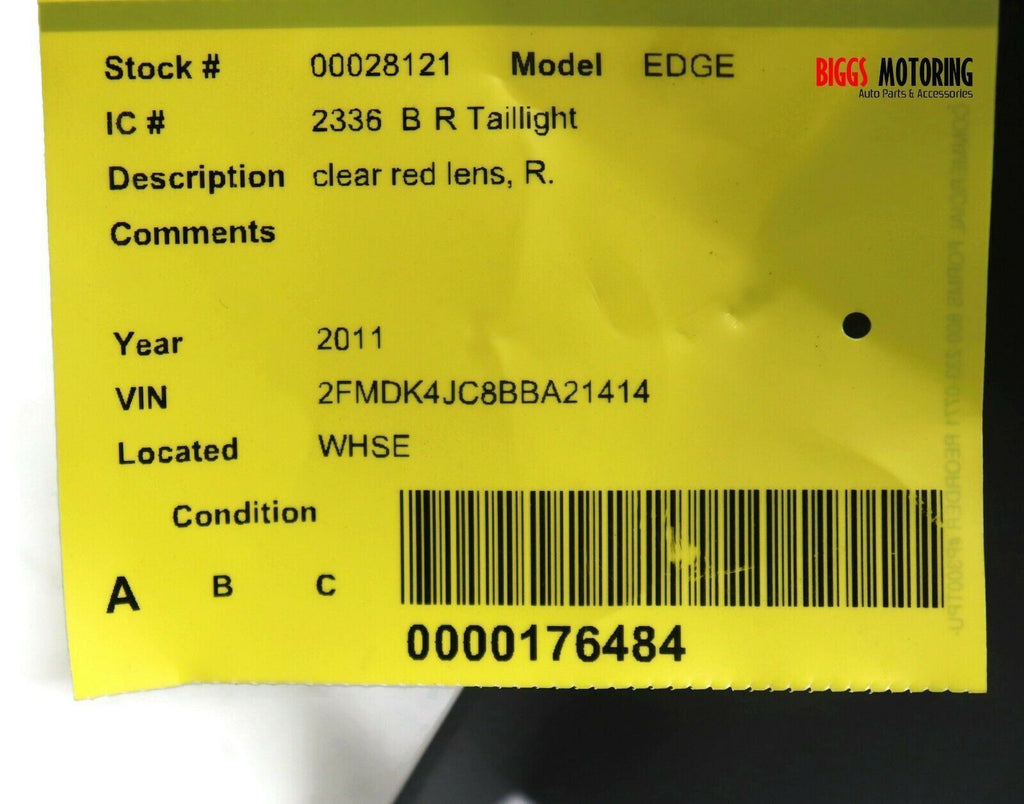 Stock # 00028121 Model EDGE
BIGGS MOTORING
Auto Parts & Accessories
IC # 2336 B R Taillight
Description clear red lens, R.
Comments
Year 2011
VIN 2FMDK4JC8BBA21414
Located WHSE
Condition
A B C
0000176484